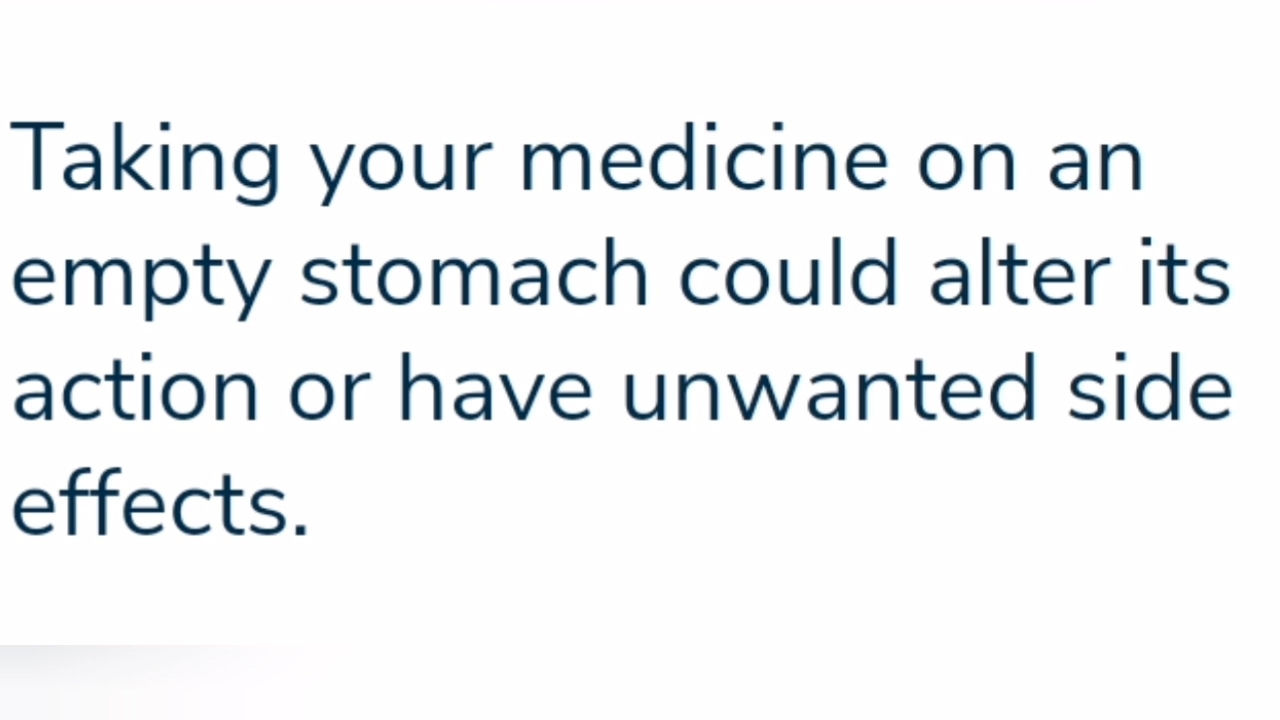 Taking your medicine on an
empty stomach could alter its
action or have unwanted side
effects.